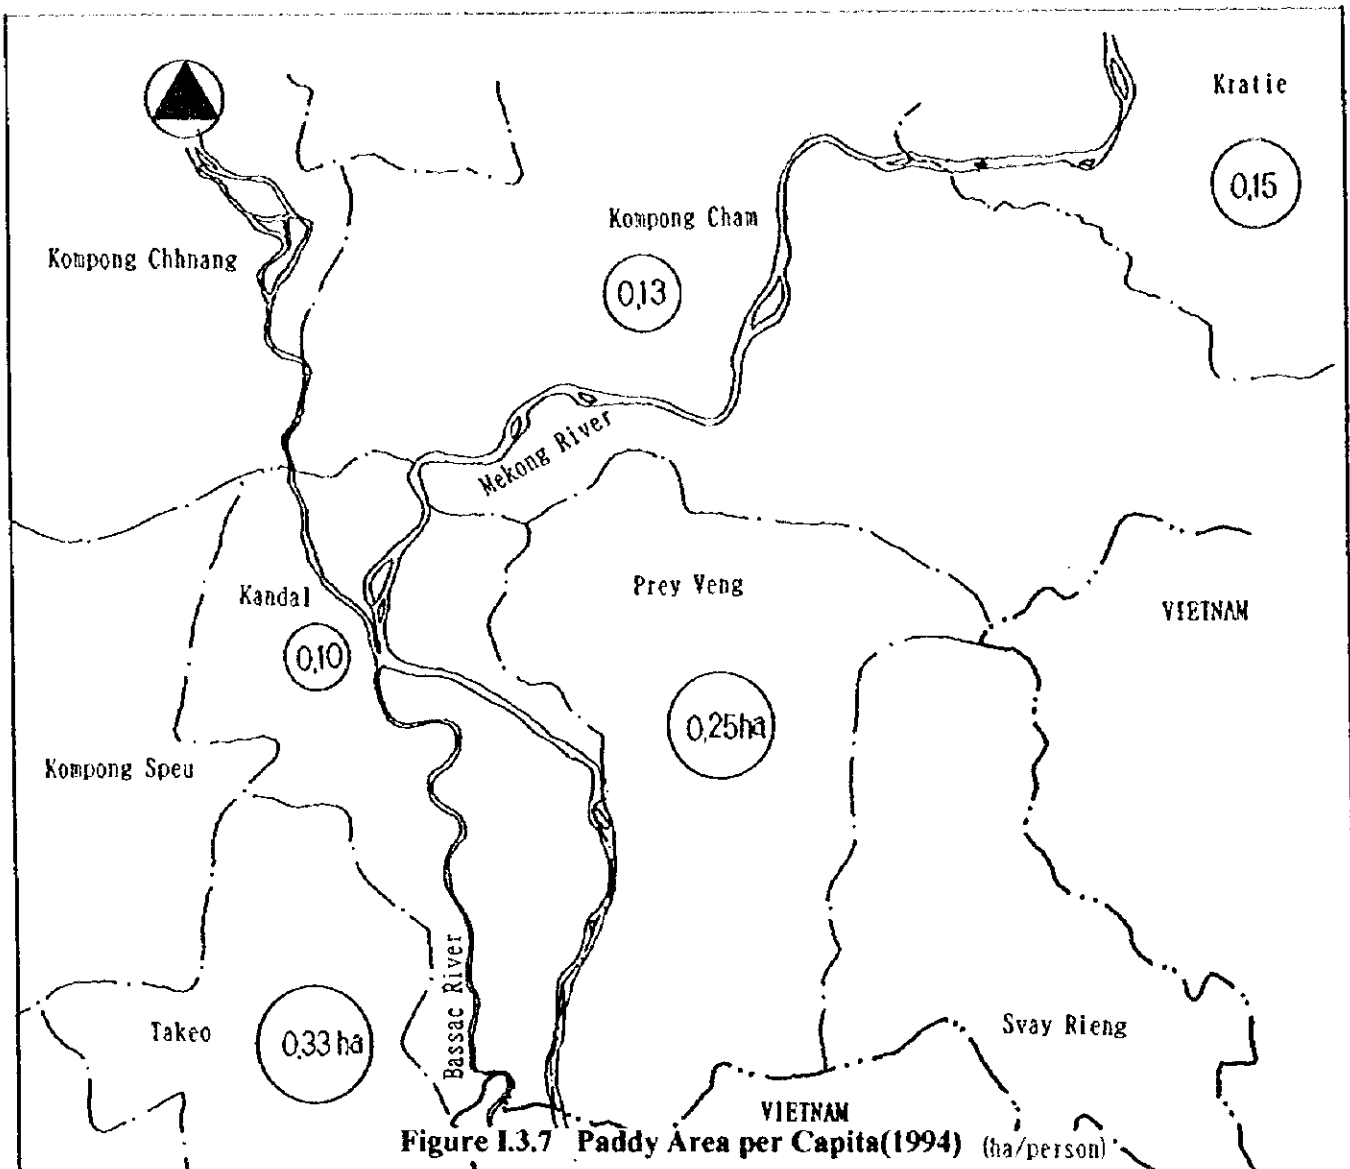 Kratie
0,15
Kompong Cham
0,13
Kompong Chhnang
Mekong River
Kandal
0,10
Prey Veng
0,25ha
VIETNAM
Kompong Speu
Takeo
0,33 ha
Bassac River
Svay Rieng
VIETNAM
Figure I.3.7 Paddy Area per Capita(1994) (ha/person)